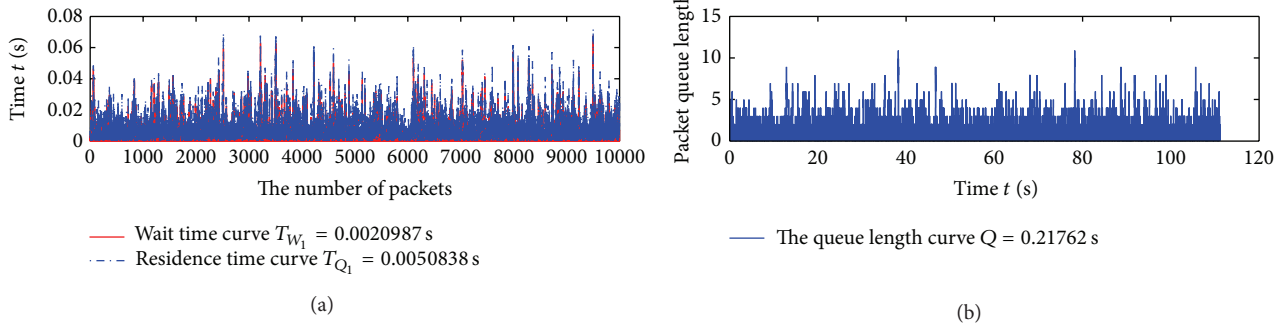 0.08
0.06
0.04
0.02
0
Time t (s)
0 1000 2000 3000 4000 5000 6000 7000 8000 9000 10000
The number of packets
Wait time curve T_{W_1} = 0.0020987 s
Residence time curve T_{Q_1} = 0.0050838 s
(a)
15
10
5
0
Packet queue length
0 20 40 60 80 100 120
Time t (s)
The queue length curve Q = 0.21762 s
(b)